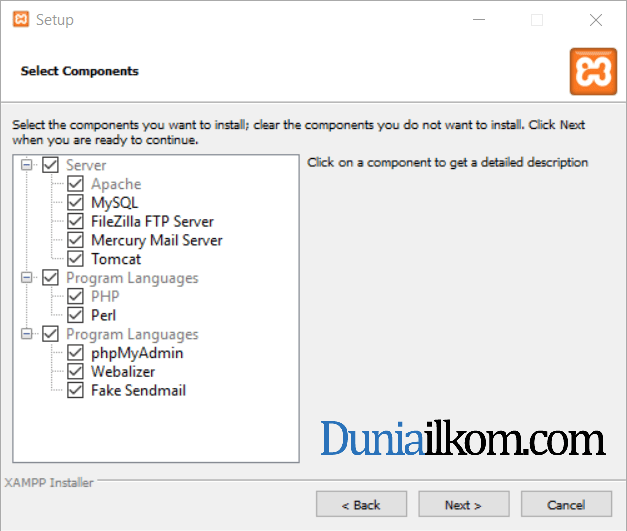 Setup
Select Components
Select the components you want to install; clear the components you do not want to install. Click Next
when you are ready to continue.
Server
Apache
MySQL
FileZilla FTP Server
Mercury Mail Server
Tomcat
Program Languages
PHP
Perl
Program Languages
phpMyAdmin
Webalizer
Fake Sendmail
Click on a component to get a detailed description
Duniailkom.com
XAMPP Installer
< Back
Next >
Cancel